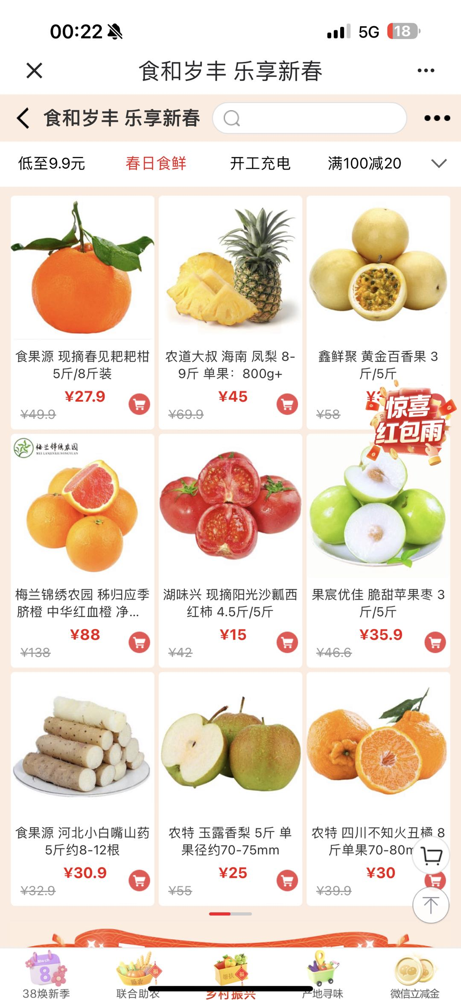 00:22
5G
18
食和岁丰 乐享新春
食和岁丰 乐享新春
低至9.9元
春日食鲜
开工充电
满100减20
食果源 现摘春见耙耙柑
5斤/8斤装
¥27.9
¥49.9
农道大叔 海南 凤梨 8-
9斤 单果：800g+
¥45
¥69.9
鑫鲜聚 黄金百香果 3
斤/5斤
¥3
¥58
惊喜
红包雨
梅兰锦绣农园
MEI LANJINXIUNONGYUAN
梅兰锦绣农园 秭归应季
脐橙 中华红血橙 净...
¥88
¥138
湖味兴 现摘阳光沙瓤西
红柿 4.5斤/5斤
¥15
¥42
果宸优佳 脆甜苹果枣 3
斤/5斤
¥35.9
¥46.6
食果源 河北小白嘴山药
5斤约8-12根
¥30.9
¥32.9
农特 玉露香梨 5斤 单
果径约70-75mm
¥25
¥55
农特 四川不知火丑橘 8
斤单果70-80m
¥30
¥39.9
March
8
38焕新季
助农
福
联合助农
帮扶
福
乡村振兴
产地寻味
微信立减金